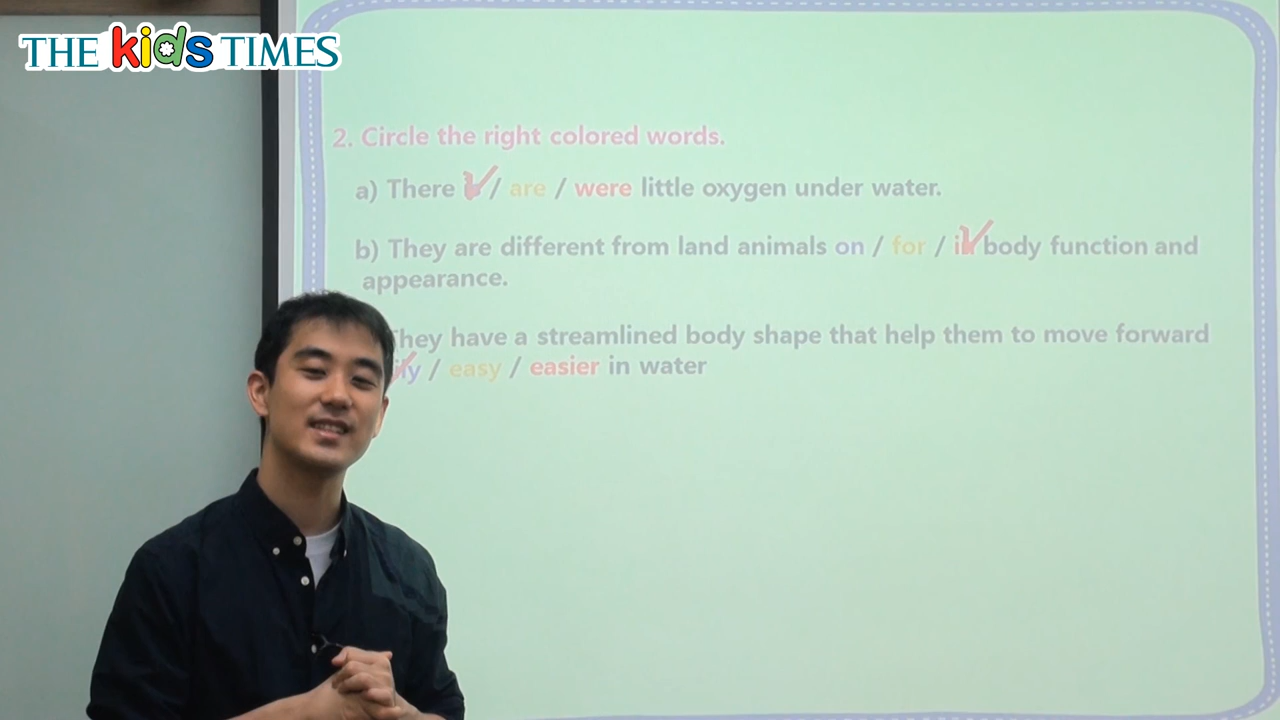 THE kids TIMES
2. Circle the right colored words.
a) There / are / were little oxygen under water.
b) They are different from land animals on / for / body function and
appearance.
They have a streamlined body shape that help them to move forward
/ easy / easier in water